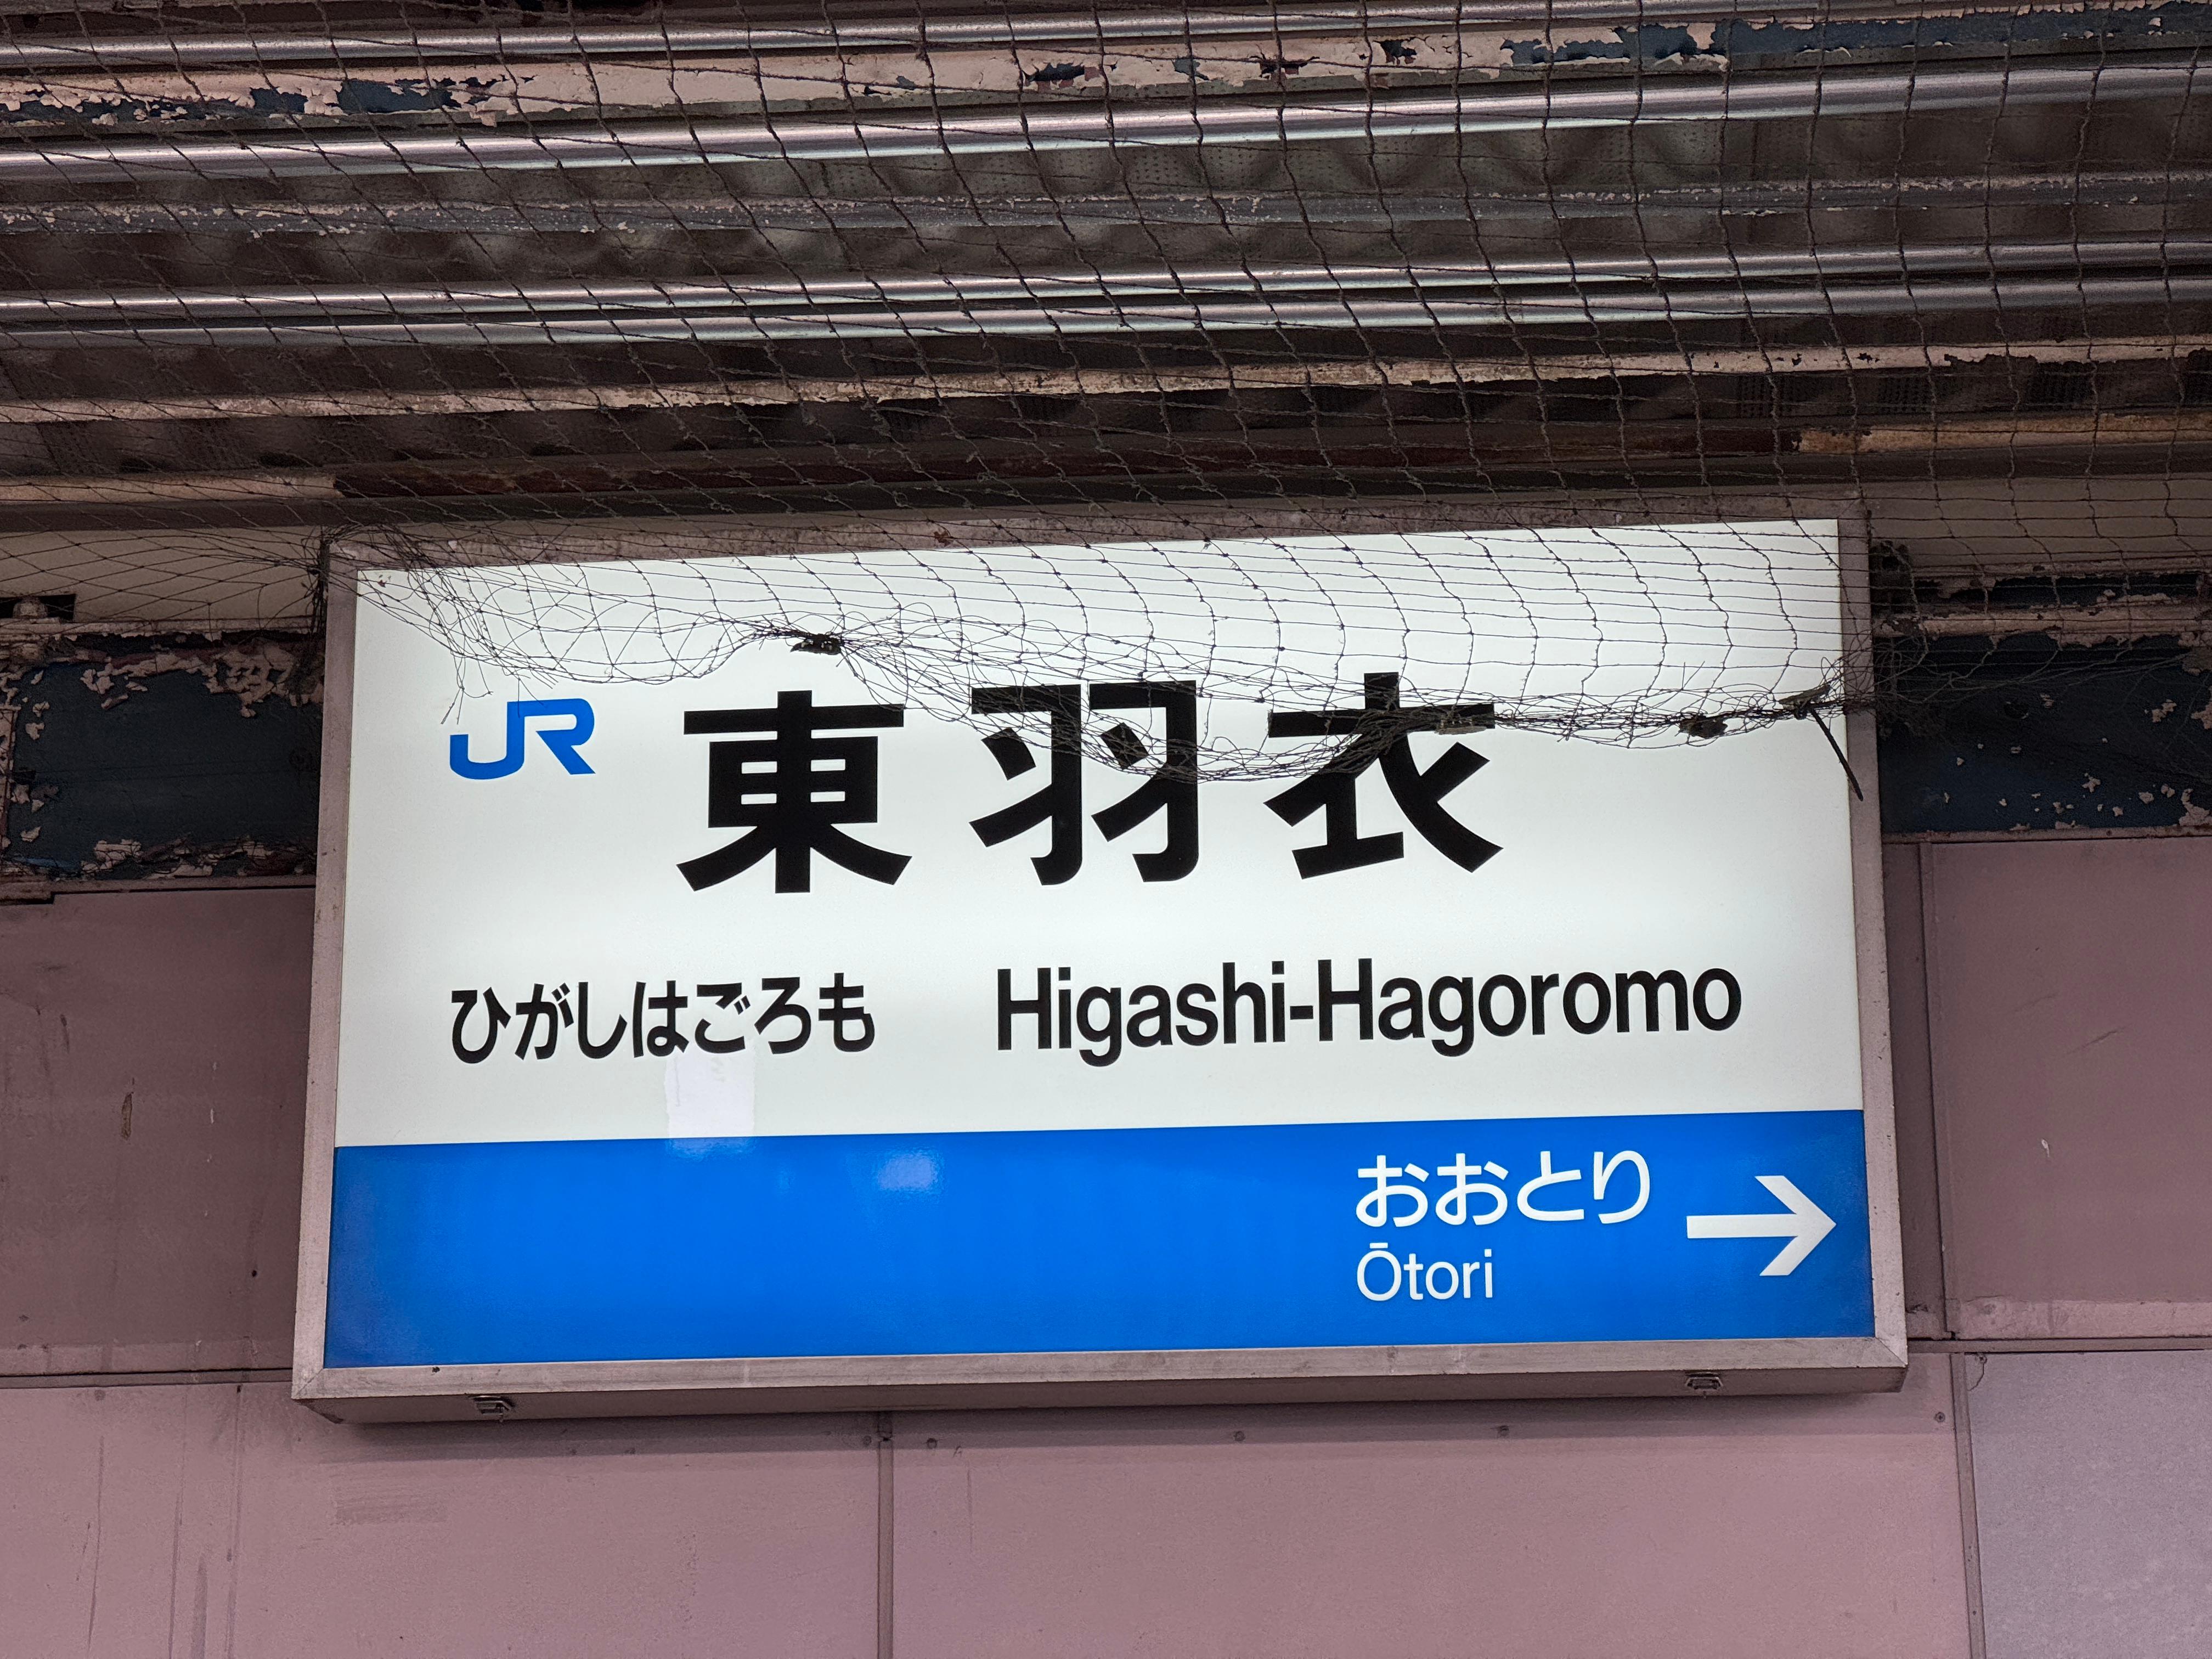 JR 東羽衣
ひがしはごろも Higashi-Hagoromo
おおとり →
Ōtori